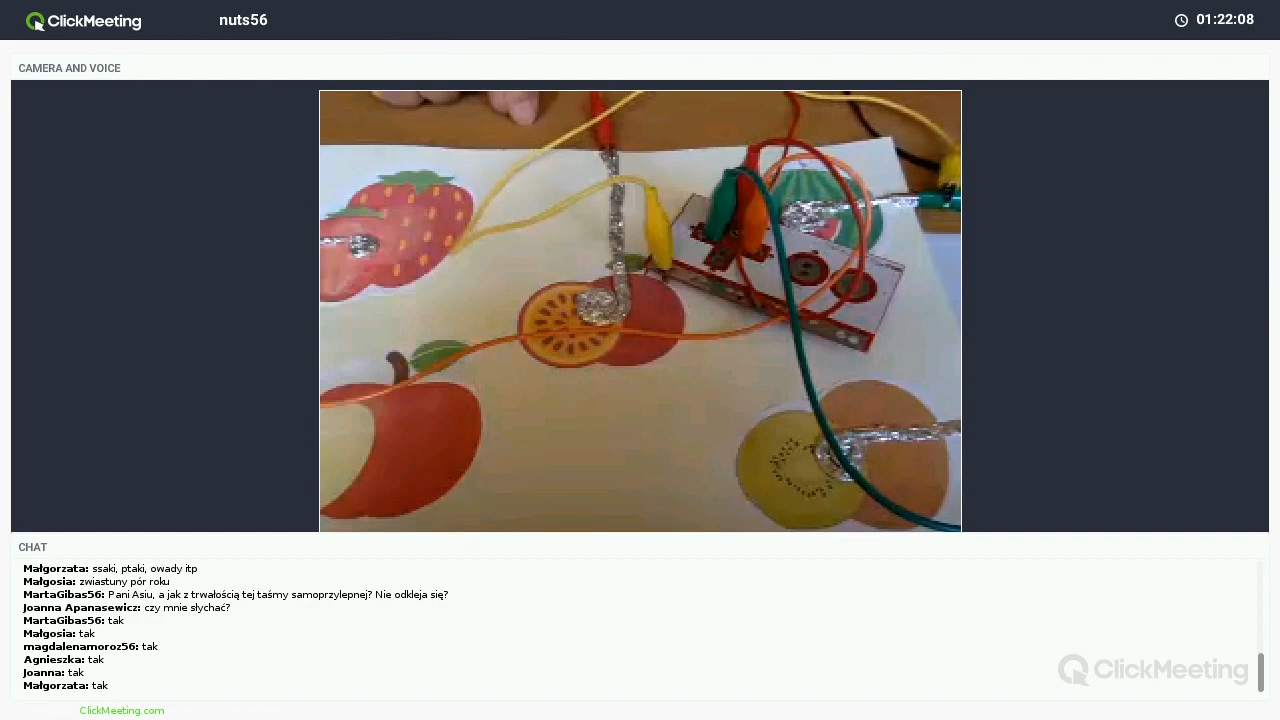 ClickMeeting
nuts56
01:22:08
CAMERA AND VOICE
CHAT
Małgorzata: ssaki, ptaki, owady itp
Małgosia: zwiastuny pór roku
MartaGibas56: Pani Asiu, a jak z trwałością tej taśmy samoprzylepnej? Nie odkleja się?
Joanna Apanasewicz: czy mnie słychać?
MartaGibas56: tak
Małgosia: tak
magdalenamoroz56: tak
Agnieszka: tak
Joanna: tak
Małgorzata: tak
ClickMeeting
ClickMeeting.com